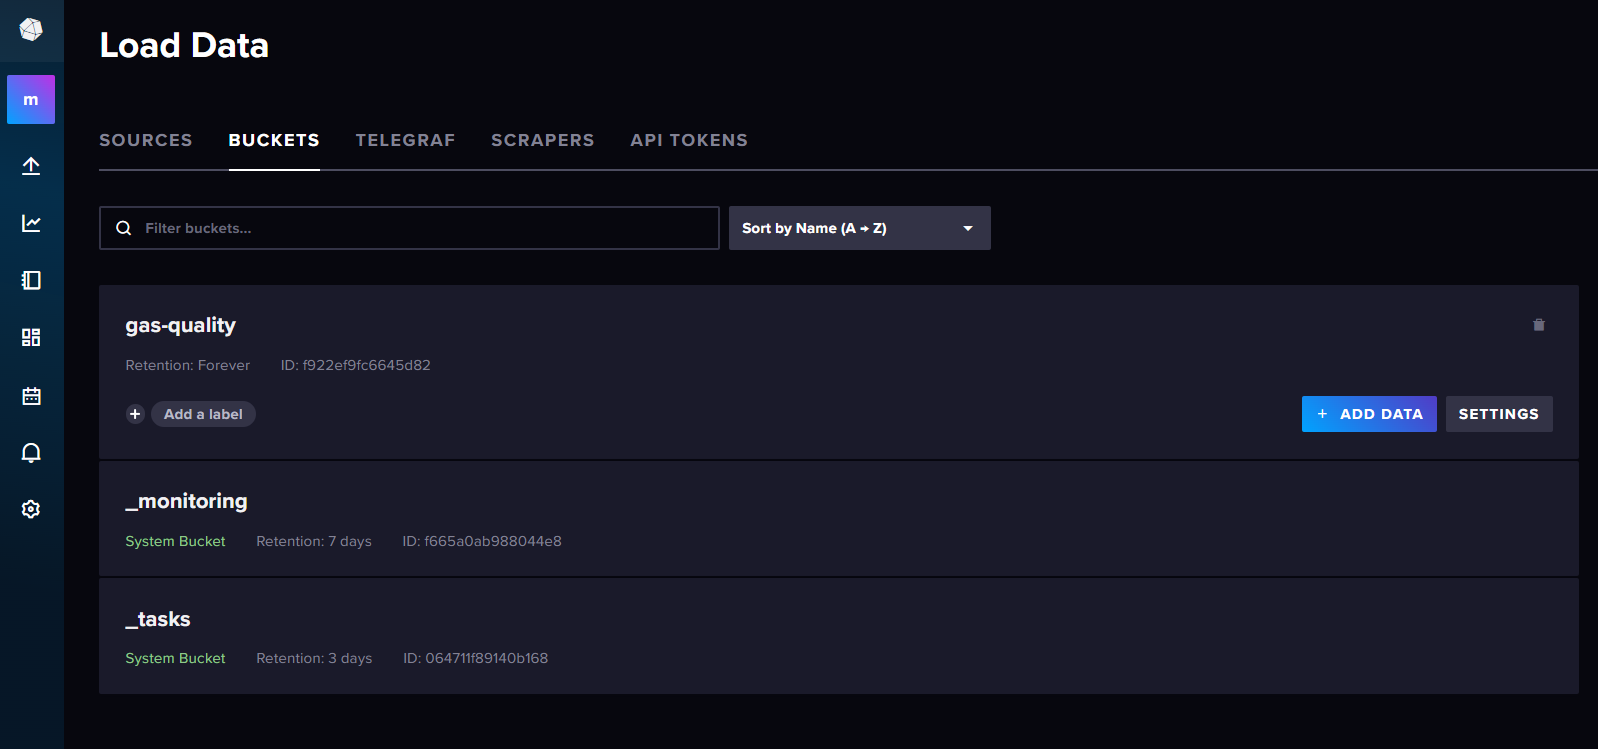 Load Data
m
SOURCES BUCKETS TELEGRAF SCRAPERS API TOKENS
Filter buckets... Sort by Name (A → Z)
gas-quality
Retention: Forever ID: f922ef9fc6645d82
+ Add a label + ADD DATA SETTINGS
_monitoring
System Bucket Retention: 7 days ID: f665a0ab988044e8
_tasks
System Bucket Retention: 3 days ID: 064711f89140b168